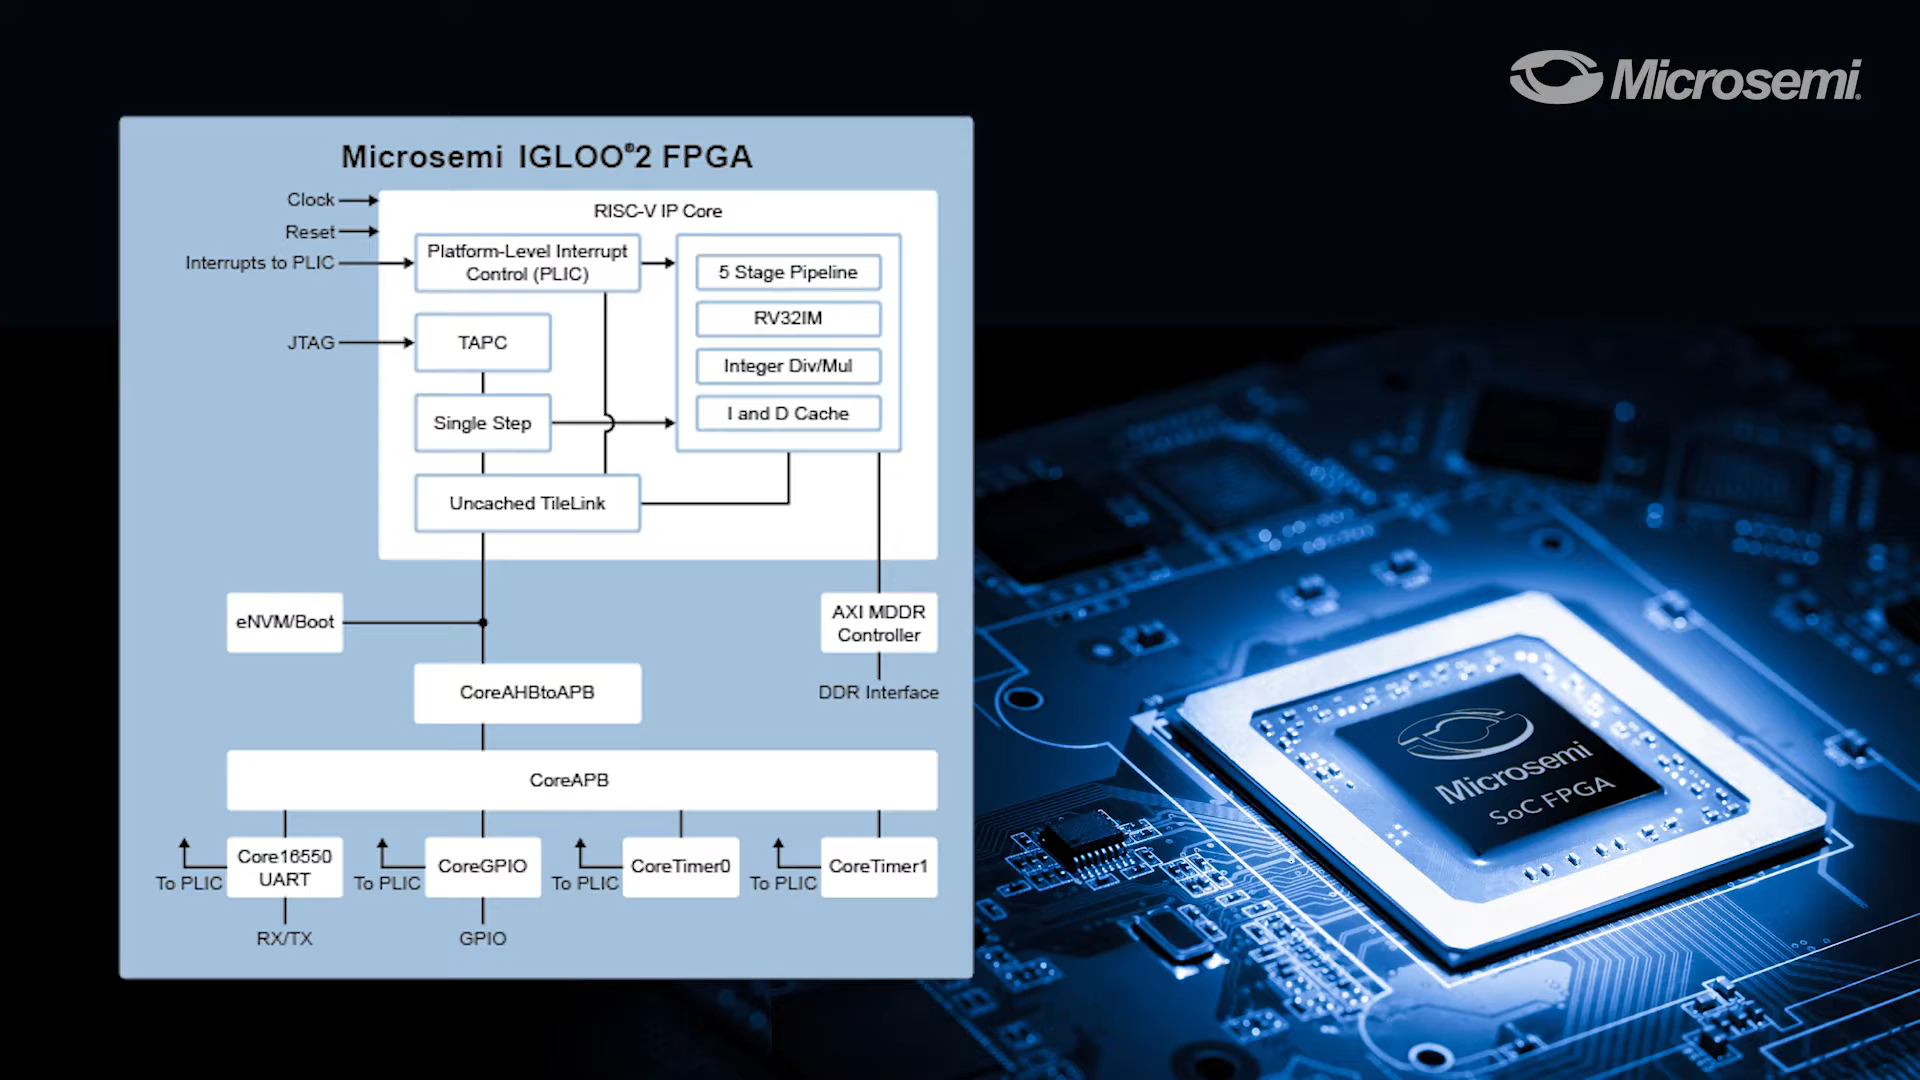 Microsemi
Microsemi IGLOO®2 FPGA
Clock
Reset
Interrupts to PLIC
JTAG
RISC-V IP Core
Platform-Level Interrupt
Control (PLIC)
TAPC
Single Step
Uncached TileLink
5 Stage Pipeline
RV32IM
Integer Div/Mul
I and D Cache
eNVM/Boot
AXI MDDR
Controller
DDR Interface
CoreAHBtoAPB
CoreAPB
To PLIC
Core16550
UART
RX/TX
To PLIC
CoreGPIO
GPIO
To PLIC
CoreTimer0
To PLIC
CoreTimer1
Microsemi
SoC FPGA